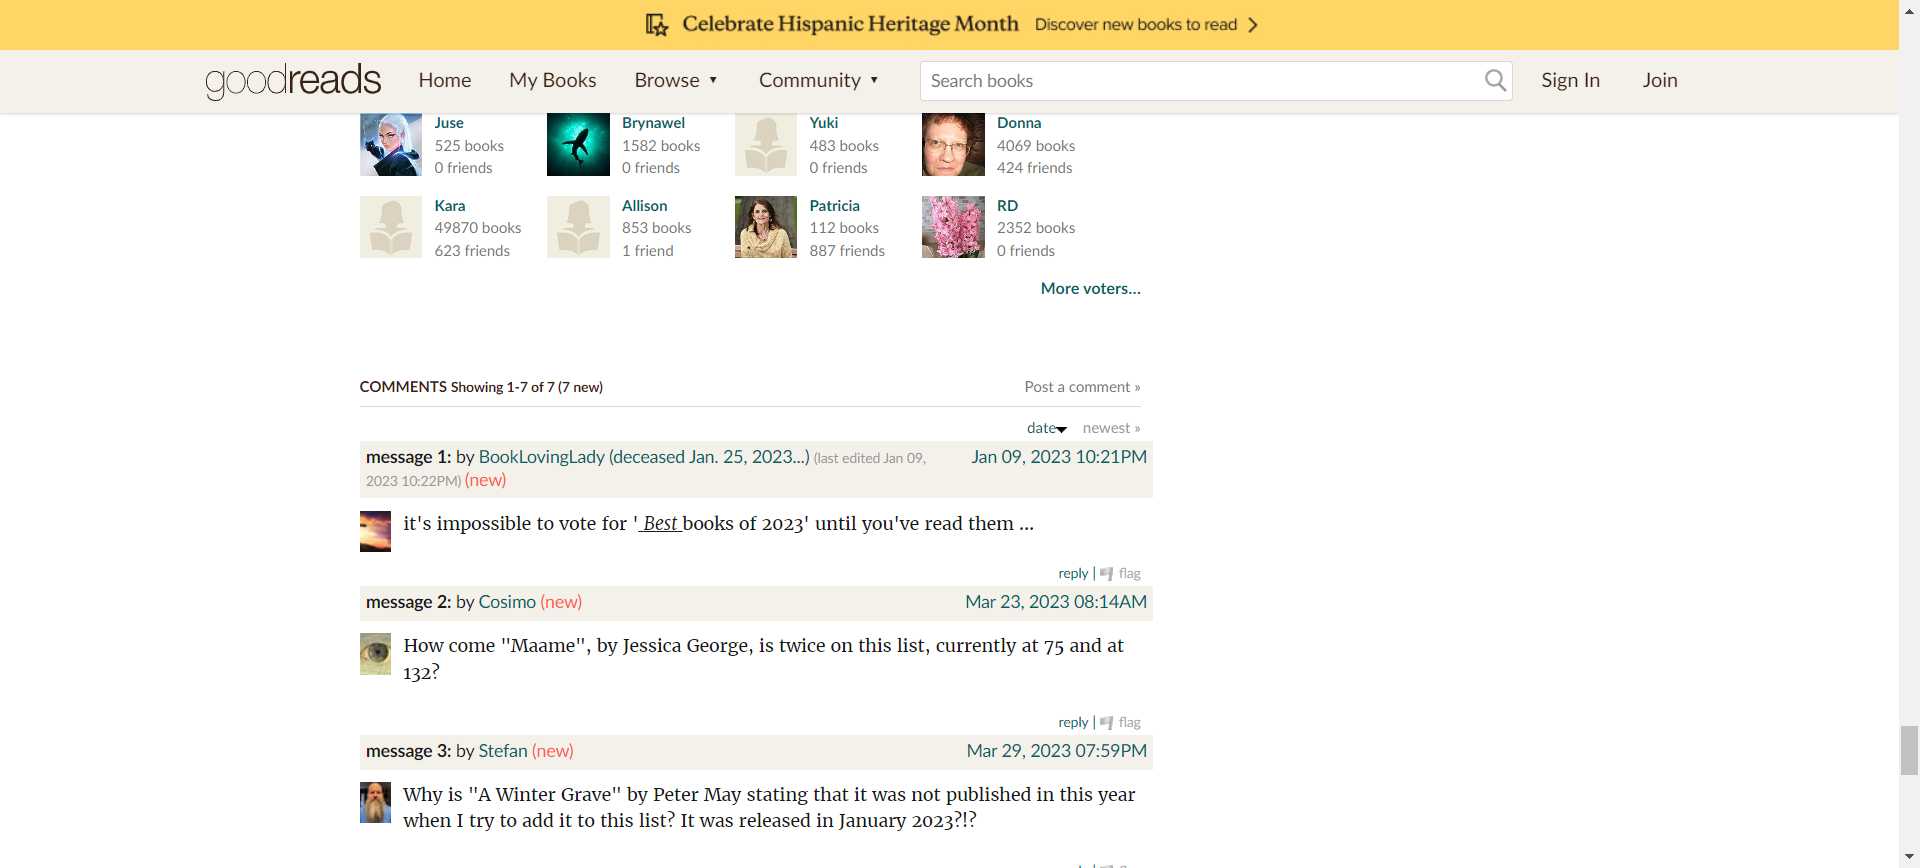 Celebrate Hispanic Heritage Month Discover new books to read
goodreads Home My Books Browse ▼ Community ▼ Search books Sign In Join
Juse Brynawel Yuki Donna
525 books 1582 books 483 books 4069 books
0 friends 0 friends 0 friends 424 friends
Kara Allison Patricia RD
49870 books 853 books 112 books 2352 books
623 friends 1 friend 887 friends 0 friends
More voters…
COMMENTS Showing 1-7 of 7 (7 new) Post a comment »
date newest »
message 1: by BookLovingLady (deceased Jan. 25, 2023...) (last edited Jan 09, Jan 09, 2023 10:21PM
2023 10:22PM) (new)
it's impossible to vote for ' Best books of 2023' until you've read them ...
reply | flag
message 2: by Cosimo (new) Mar 23, 2023 08:14AM
How come "Maame", by Jessica George, is twice on this list, currently at 75 and at
132?
reply | flag
message 3: by Stefan (new) Mar 29, 2023 07:59PM
Why is "A Winter Grave" by Peter May stating that it was not published in this year
when I try to add it to this list? It was released in January 2023?!?